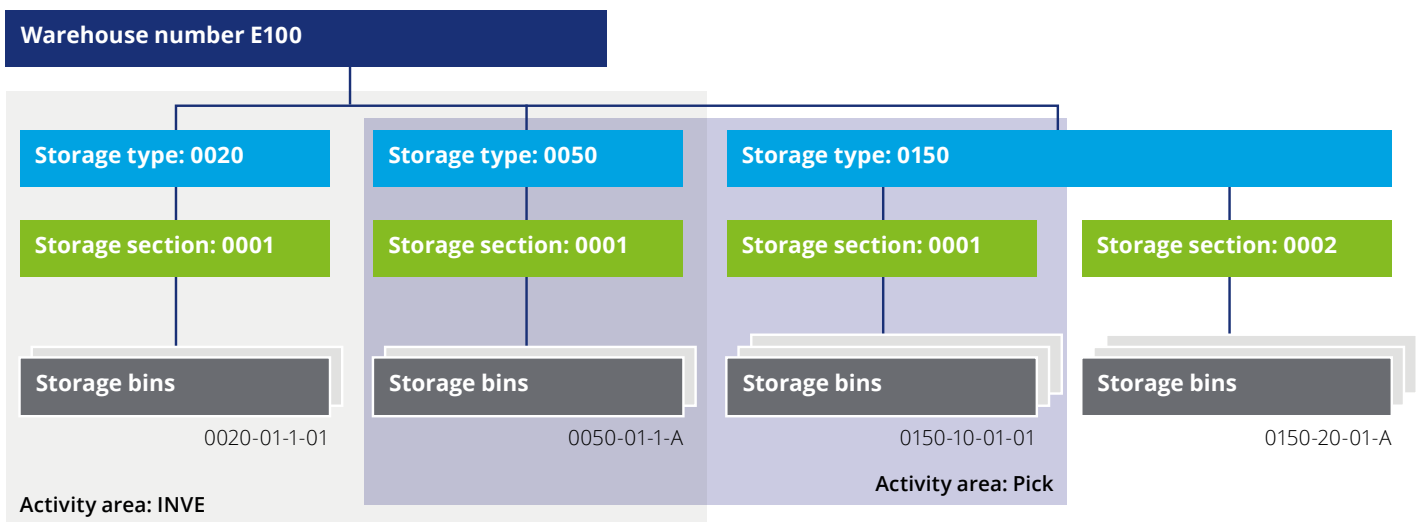 Warehouse number E100
Storage type: 0020
Storage type: 0050
Storage type: 0150
Storage section: 0001
Storage section: 0001
Storage section: 0001
Storage section: 0002
Storage bins
Storage bins
Storage bins
Storage bins
0020-01-1-01
0050-01-1-A
0150-10-01-01
0150-20-01-A
Activity area: Pick
Activity area: INVE